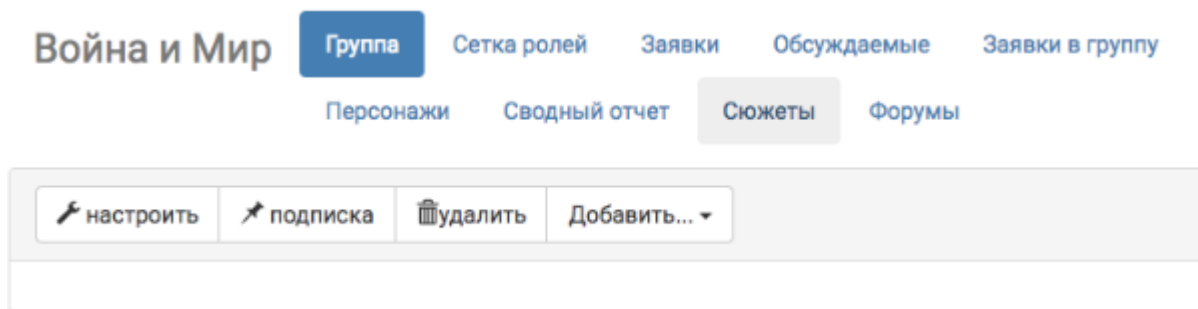 Война и Мир Группа Сетка ролей Заявки Обсуждаемые Заявки в группу
Персонажи Сводный отчет Сюжеты Форумы
настроить подписка удалить Добавить...